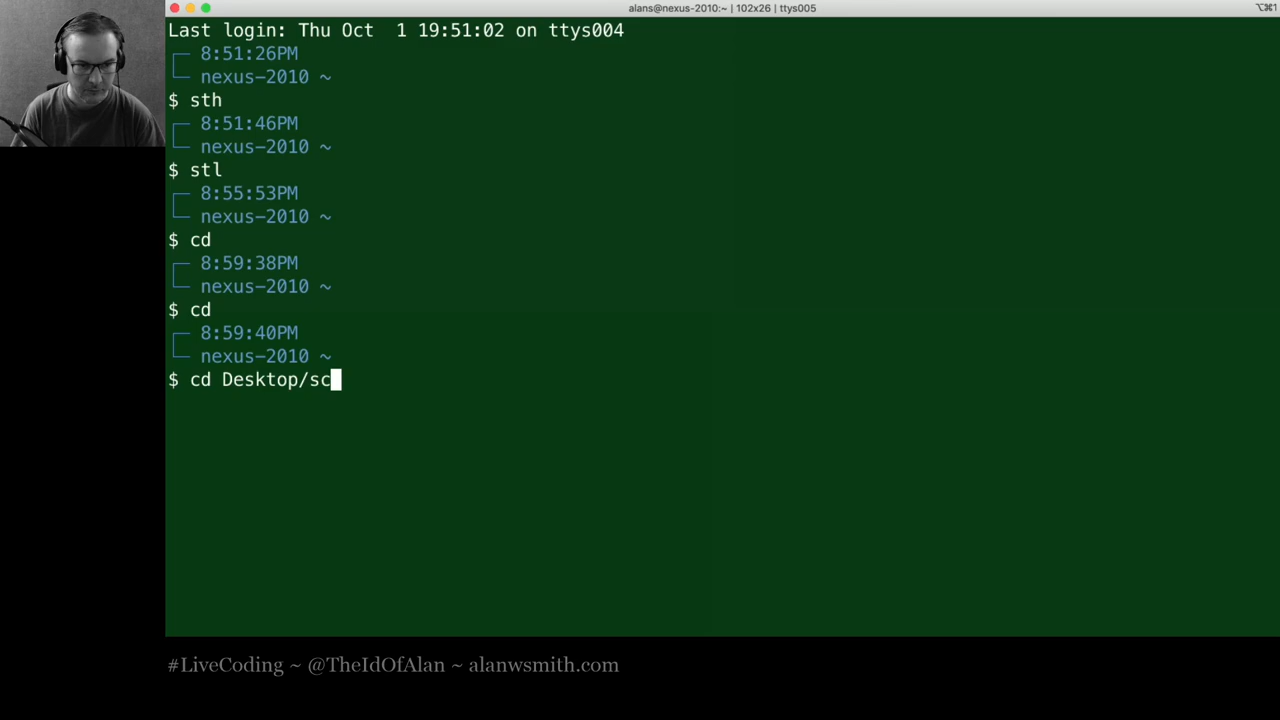 alans@nexus-2010:~ | 102x26 | ttys005
⌥⌘1
Last login: Thu Oct  1 19:51:02 on ttys004
8:51:26PM
nexus-2010 ~
$ sth
8:51:46PM
nexus-2010 ~
$ stl
8:55:53PM
nexus-2010 ~
$ cd
8:59:38PM
nexus-2010 ~
$ cd
8:59:40PM
nexus-2010 ~
$ cd Desktop/sc
#LiveCoding ~ @TheIdOfAlan ~ alanwsmith.com